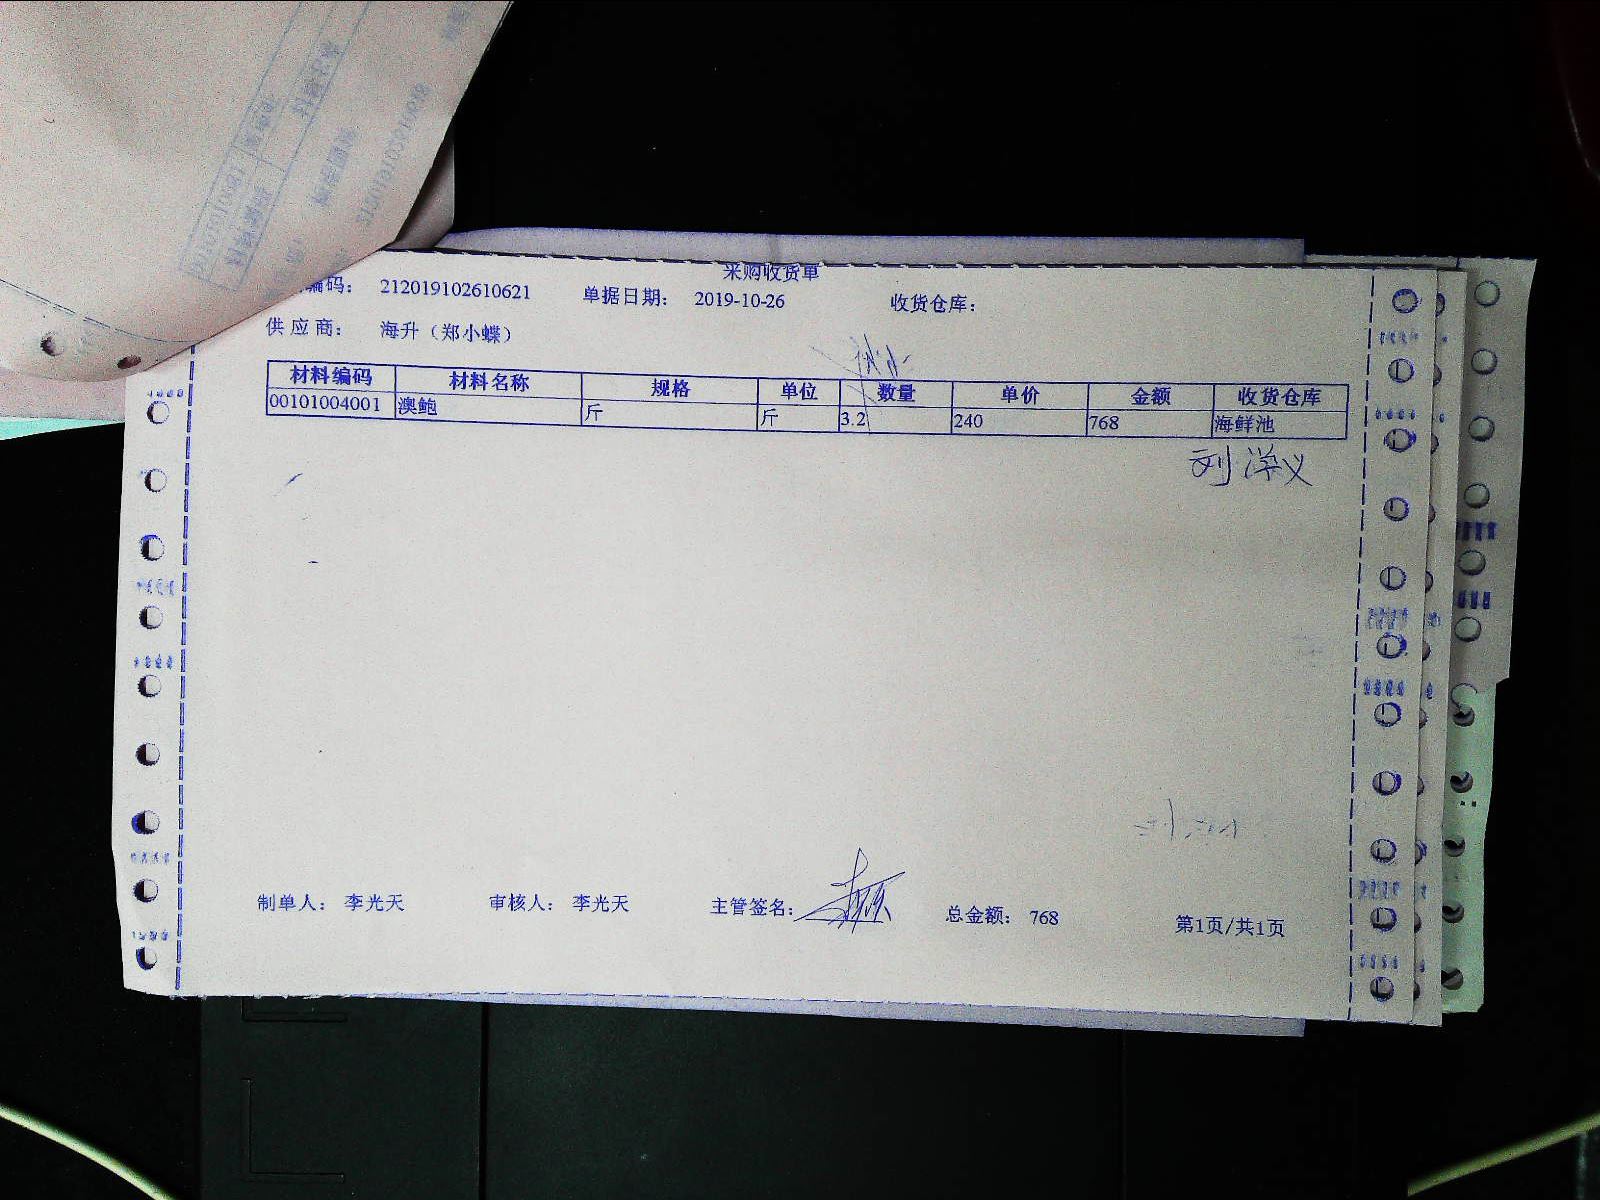 采购收货单
编码： 212019102610621 单据日期： 2019-10-26 收货仓库：
供应商： 海升（郑小蝶）
材料编码 材料名称 规格 单位 数量 单价 金额 收货仓库
00101004001 澳鲍 斤 斤 3.2 240 768 海鲜池
制单人： 李光天 审核人： 李光天 主管签名： 总金额： 768 第1页/共1页